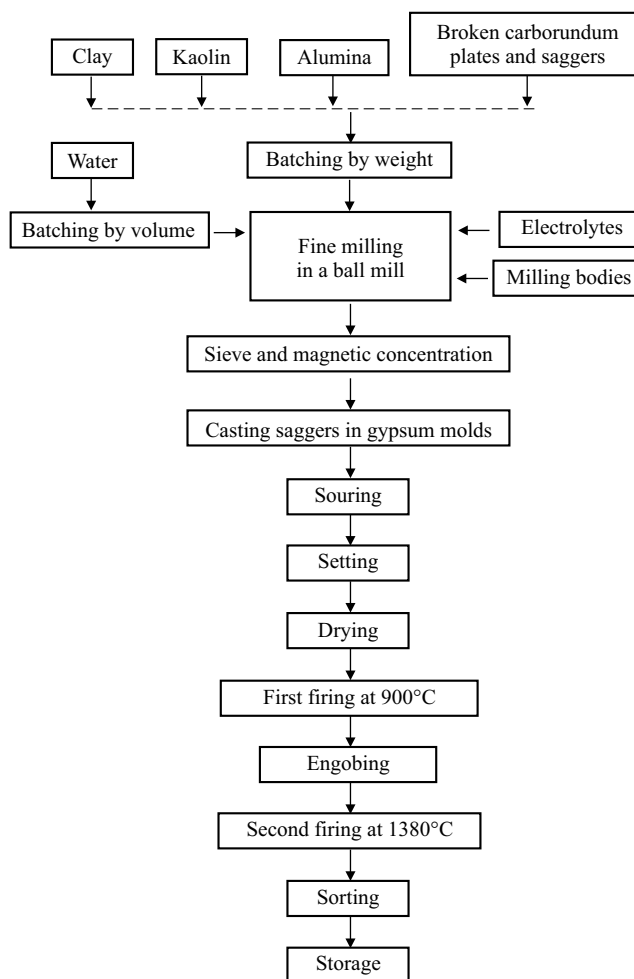 Clay
Kaolin
Alumina
Broken carborundum
plates and saggers
Water
Batching by weight
Batching by volume
Fine milling
in a ball mill
Electrolytes
Milling bodies
Sieve and magnetic concentration
Casting saggers in gypsum molds
Souring
Setting
Drying
First firing at 900°C
Engobing
Second firing at 1380°C
Sorting
Storage